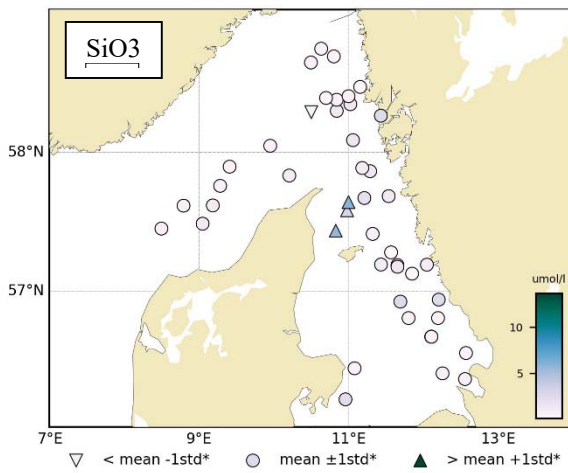 SiO3
58°N
57°N
umol/l
10
5
7°E
9°E
11°E
13°E
< mean -1std*
mean ±1std*
> mean +1std*